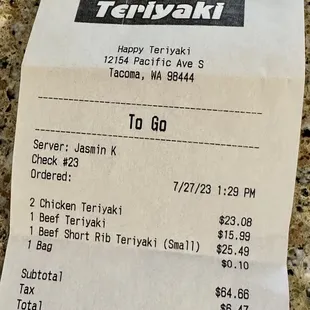 Teriyaki
Happy Teriyaki
12154 Pacific Ave S
Tacoma, WA 98444
To Go
Server: Jasmin K
Check #23
Ordered:
7/27/23 1:29 PM
2 Chicken Teriyaki $23.08
1 Beef Teriyaki $15.99
1 Beef Short Rib Teriyaki (Small) $25.49
1 Bag $0.10
Subtotal $64.66
Tax $6.47
Total